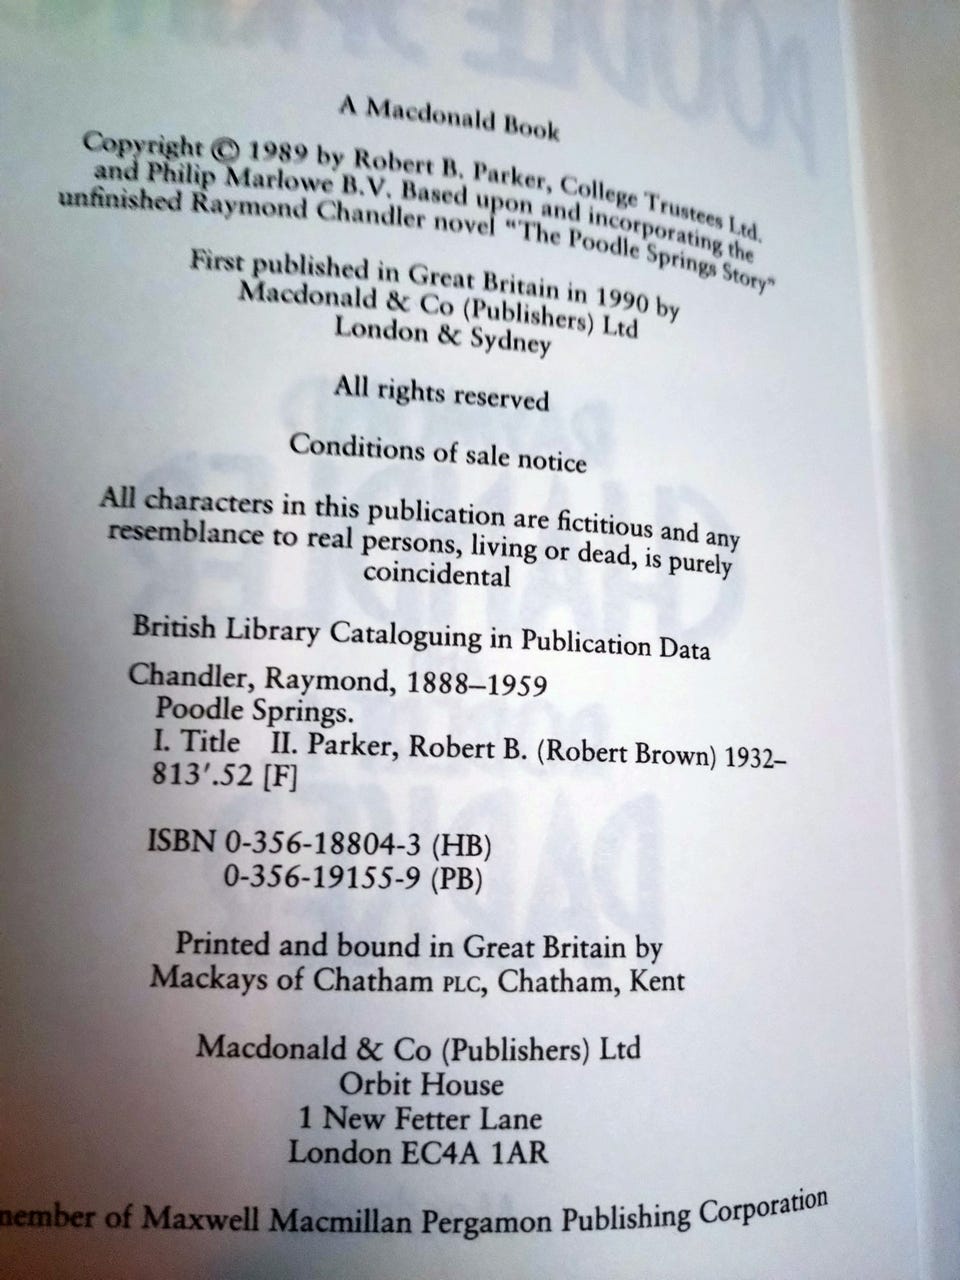 A Macdonald Book
Copyright © 1989 by Robert B. Parker, College Trustees Ltd.
and Philip Marlowe B.V. Based upon and incorporating the
unfinished Raymond Chandler novel "The Poodle Springs Story"
First published in Great Britain in 1990 by
Macdonald & Co (Publishers) Ltd
London & Sydney
All rights reserved
Conditions of sale notice
All characters in this publication are fictitious and any
resemblance to real persons, living or dead, is purely
coincidental
British Library Cataloguing in Publication Data
Chandler, Raymond, 1888–1959
Poodle Springs.
I. Title II. Parker, Robert B. (Robert Brown) 1932–
813′.52 [F]
ISBN 0-356-18804-3 (HB)
0-356-19155-9 (PB)
Printed and bound in Great Britain by
Mackays of Chatham PLC, Chatham, Kent
Macdonald & Co (Publishers) Ltd
Orbit House
1 New Fetter Lane
London EC4A 1AR
member of Maxwell Macmillan Pergamon Publishing Corporation